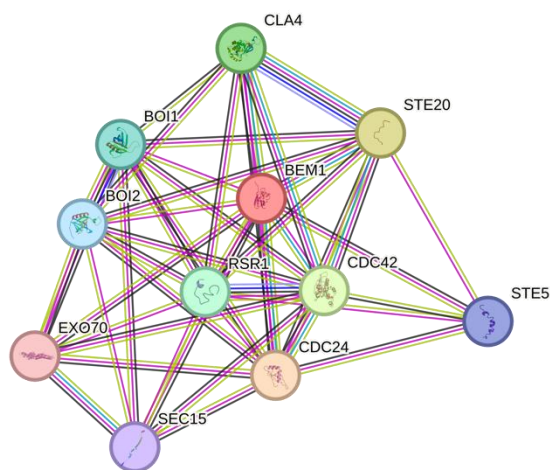 CLA4
STE20
BOI1
BEM1
BOI2
RSR1
CDC42
STE5
EXO70
CDC24
SEC15